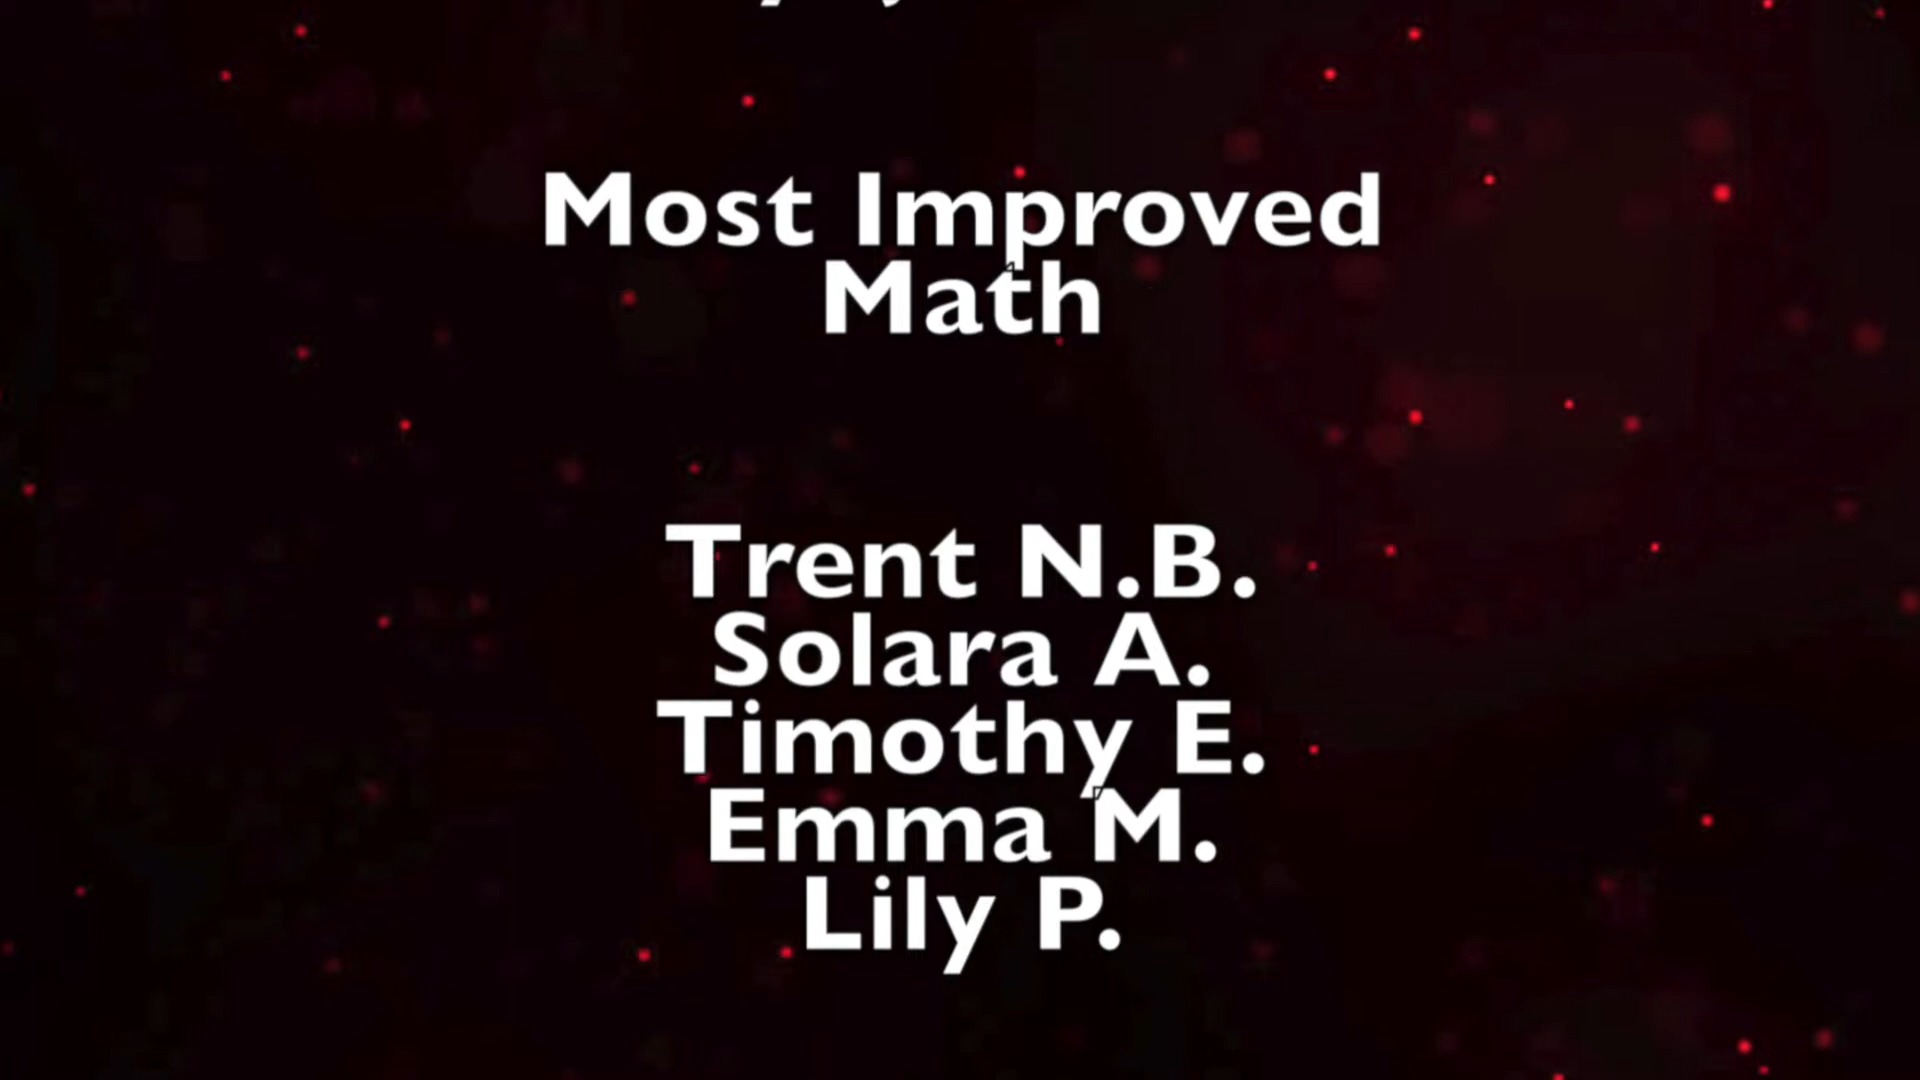 Most Improved
Math
Trent N.B.
Solara A.
Timothy E.
Emma M.
Lily P.